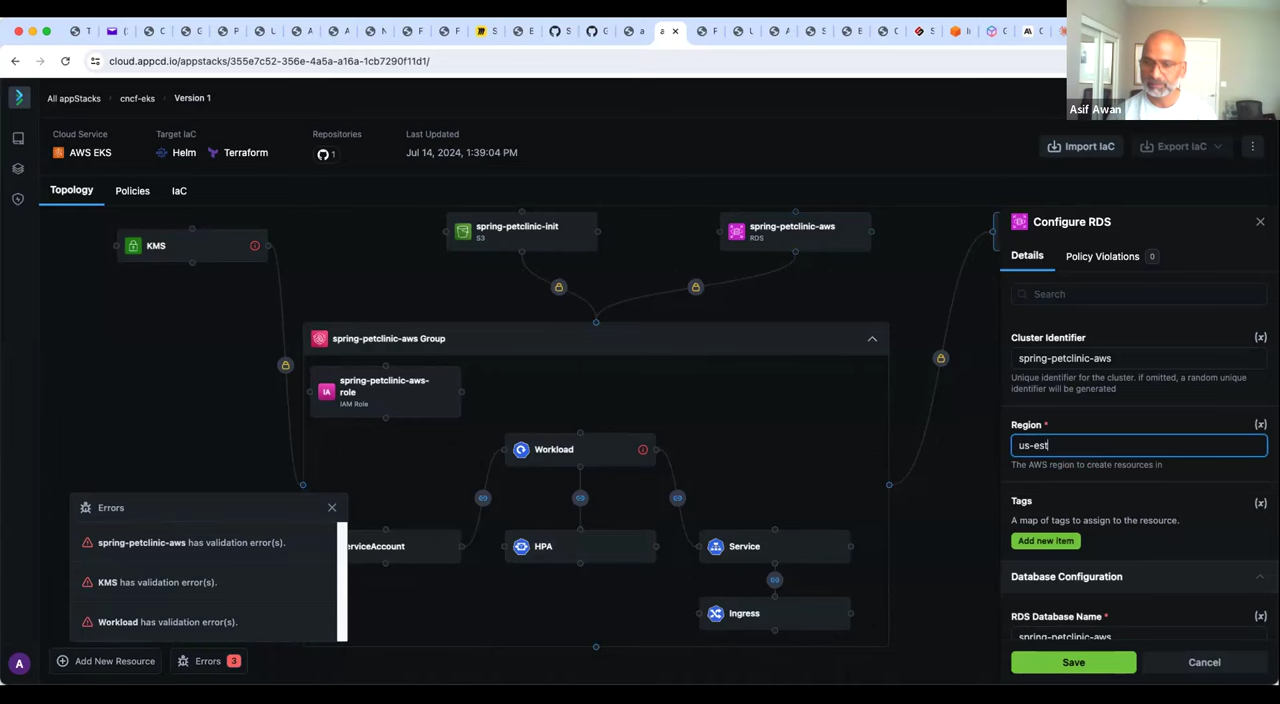 T
C
G
P
U
A
A
N
F
F
S
E
S
G
a
a
F
U
A
S
E
C
In
C
A
cloud.appcd.io/appstacks/355e7c52-356e-4a5a-a16a-1cb7290f11d1/
Asif Awan
All appStacks
cncf-eks
Version 1
Cloud Service
Target IaC
Repositories
Last Updated
AWS EKS
Helm
Terraform
1
Jul 14, 2024, 1:39:04 PM
Import IaC
Export IaC
Topology
Policies
IaC
KMS
spring-petclinic-init
S3
spring-petclinic-aws
RDS
spring-petclinic-aws Group
IA
spring-petclinic-aws-
role
IAM Role
Workload
erviceAccount
HPA
Service
Ingress
Errors
spring-petclinic-aws has validation error(s).
KMS has validation error(s).
Workload has validation error(s).
A
Add New Resource
Errors 3
Configure RDS
Details
Policy Violations 0
Search
Cluster Identifier
(x)
spring-petclinic-aws
Unique identifier for the cluster. if omitted, a random unique
identifier will be generated
Region *
(x)
us-est
The AWS region to create resources in
Tags
(x)
A map of tags to assign to the resource.
Add new item
Database Configuration
RDS Database Name *
(x)
spring-petclinic-aws
Save
Cancel